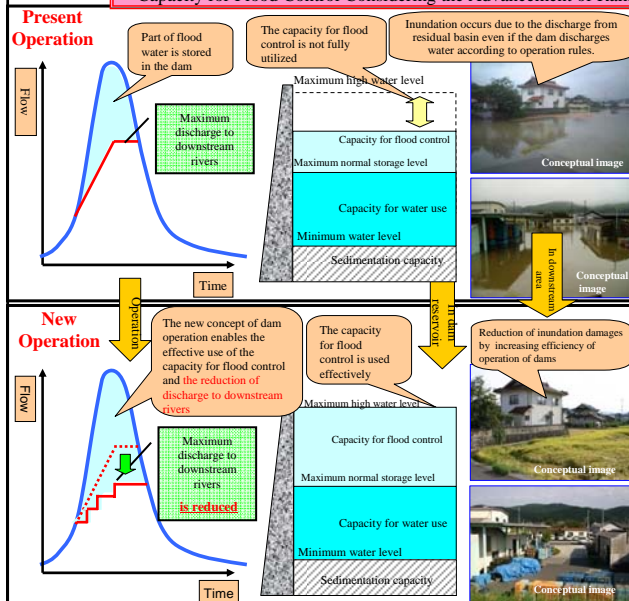 Capacity for Flood Control Considering the Advancement of
Present
Operation
Part of flood
water is stored
in the dam
The capacity for flood
control is not fully
utilized
Inundation occurs due to the discharge from
residual basin even if the dam discharges
water according to operation rules.
Flow
Maximum
discharge to
downstream
rivers
Time
Maximum high water level
Capacity for flood control
Maximum normal storage level
Capacity for water use
Minimum water level
Sedimentation capacity
Conceptual image
Conceptual
image
Operation
In dam
reservoir
In downstream
area
New
Operation
The new concept of dam
operation enables the
effective use of the
capacity for flood control
and the reduction of
discharge to downstream
rivers
The capacity
for flood
control is used
effectively
Reduction of inundation damages
by increasing efficiency of
operation of dams
Flow
Maximum
discharge to
downstream
rivers
is reduced
Time
Maximum high water level
Capacity for flood control
Maximum normal storage level
Capacity for water use
Minimum water level
Sedimentation capacity
Conceptual image
Conceptual image